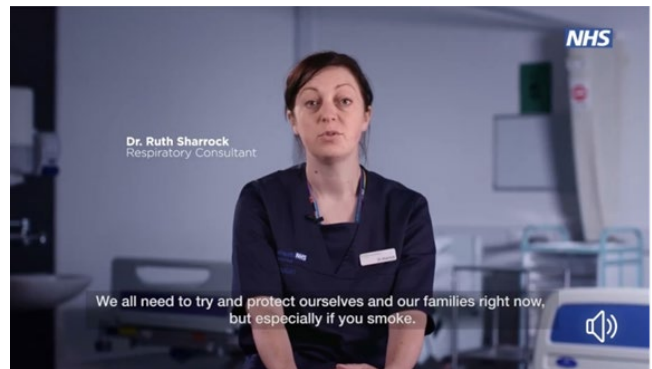 NHS
Dr. Ruth Sharrock
Respiratory Consultant
NHS
We all need to try and protect ourselves and our families right now,
but especially if you smoke.